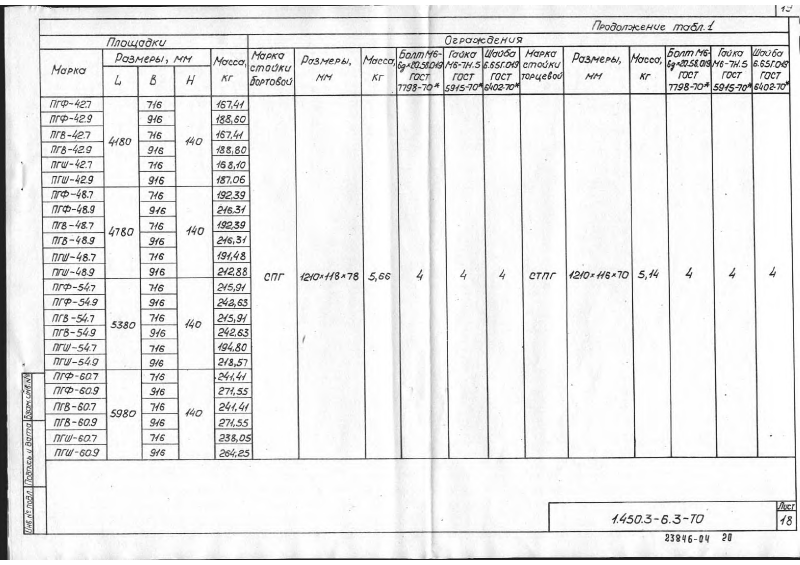 Продолжение табл. 1
Площадки Ограждения
Марка Размеры, мм Масса, кг Марка стойки бортовой Размеры, мм Масса, кг Болт М6- 6g×20.58.019 ГОСТ 7798-70* Гайка М6-7Н.5 ГОСТ 5915-70* Шайба 6.65Г.019 ГОСТ 6402-70* Марка стойки торцевой Размеры, мм Масса, кг Болт М6- 6g×20.58.019 ГОСТ 7798-70* Гайка М6-7Н.5 ГОСТ 5915-70* Шайба 6.65Г.019 ГОСТ 6402-70*
L B H
ПГФ-42.7 4180 716 140 167,41
ПГФ-42.9 916 188,60
ПГВ-42.7 716 167,41
ПГВ-42.9 916 188,60
ПГШ-42.7 716 168,10
ПГШ-42.9 916 187,06
ПГФ-48.7 4780 716 140 192,39
ПГФ-48.9 916 216,31
ПГВ-48.7 716 192,39
ПГВ-48.9 916 216,31
ПГШ-48.7 716 191,48
ПГШ-48.9 916 212,88
СПГ 1210×118×78 5,66 4 4 4 СТПГ 1210×116×70 5,14 4 4 4
ПГФ-54.7 5380 716 140 215,91
ПГФ-54.9 916 242,63
ПГВ-54.7 716 215,91
ПГВ-54.9 916 242,63
ПГШ-54.7 716 194,80
ПГШ-54.9 916 218,57
ПГФ-60.7 5980 716 140 241,41
ПГФ-60.9 916 271,55
ПГВ-60.7 716 241,41
ПГВ-60.9 916 271,55
ПГШ-60.7 716 238,05
ПГШ-60.9 916 264,25
Инв № подл. Подпись и дата Взам. инв. №
1.450.3-6.3-ТО
Лист
18
23846-04 20